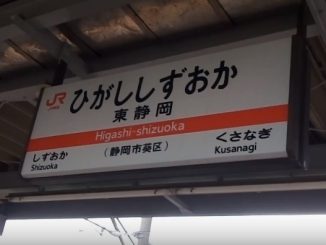 JR
ひがししずおか
東静岡
Higashi-shizuoka
(静岡市葵区)
しずおか
Shizuoka
くさなぎ
Kusanagi